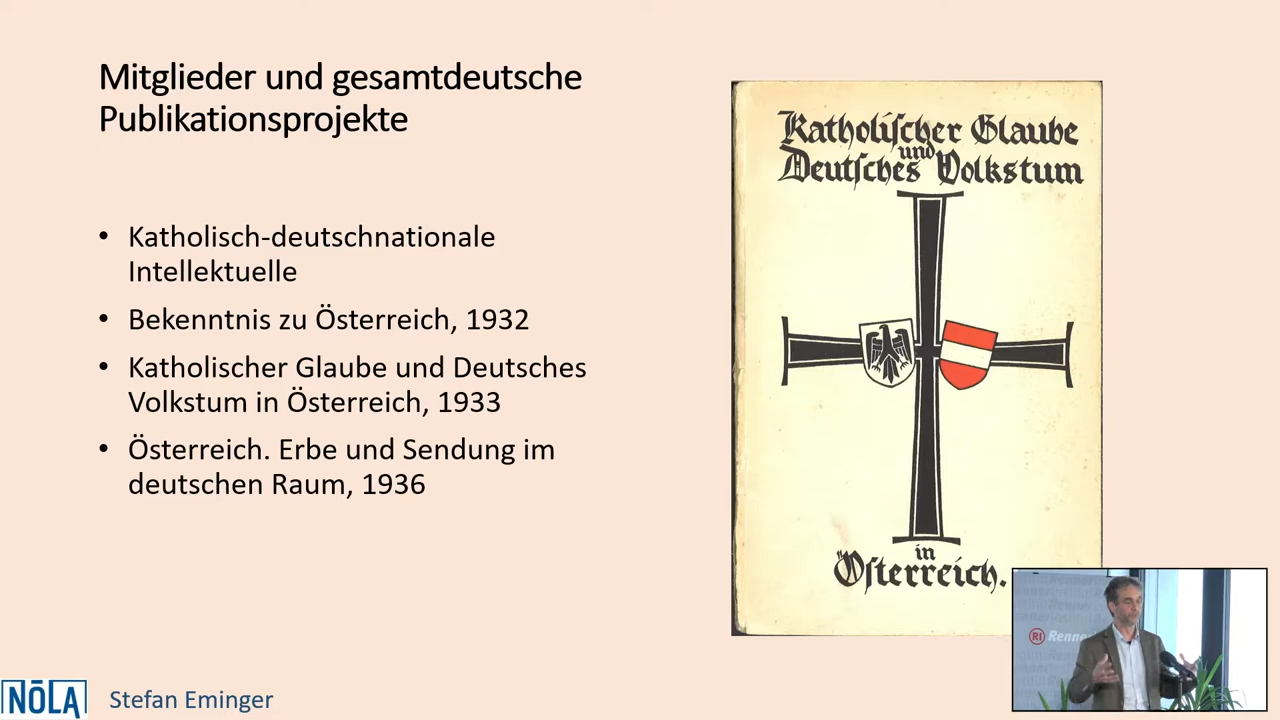 Mitglieder und gesamtdeutsche
Publikationsprojekte
• Katholisch-deutschnationale
Intellektuelle
• Bekenntnis zu Österreich, 1932
• Katholischer Glaube und Deutsches
Volkstum in Österreich, 1933
• Österreich. Erbe und Sendung im
deutschen Raum, 1936
Katholiſcher Glaube
und
Deutſches Volkstum
in
Öſterreich.
RI
NÖLA
Stefan Eminger